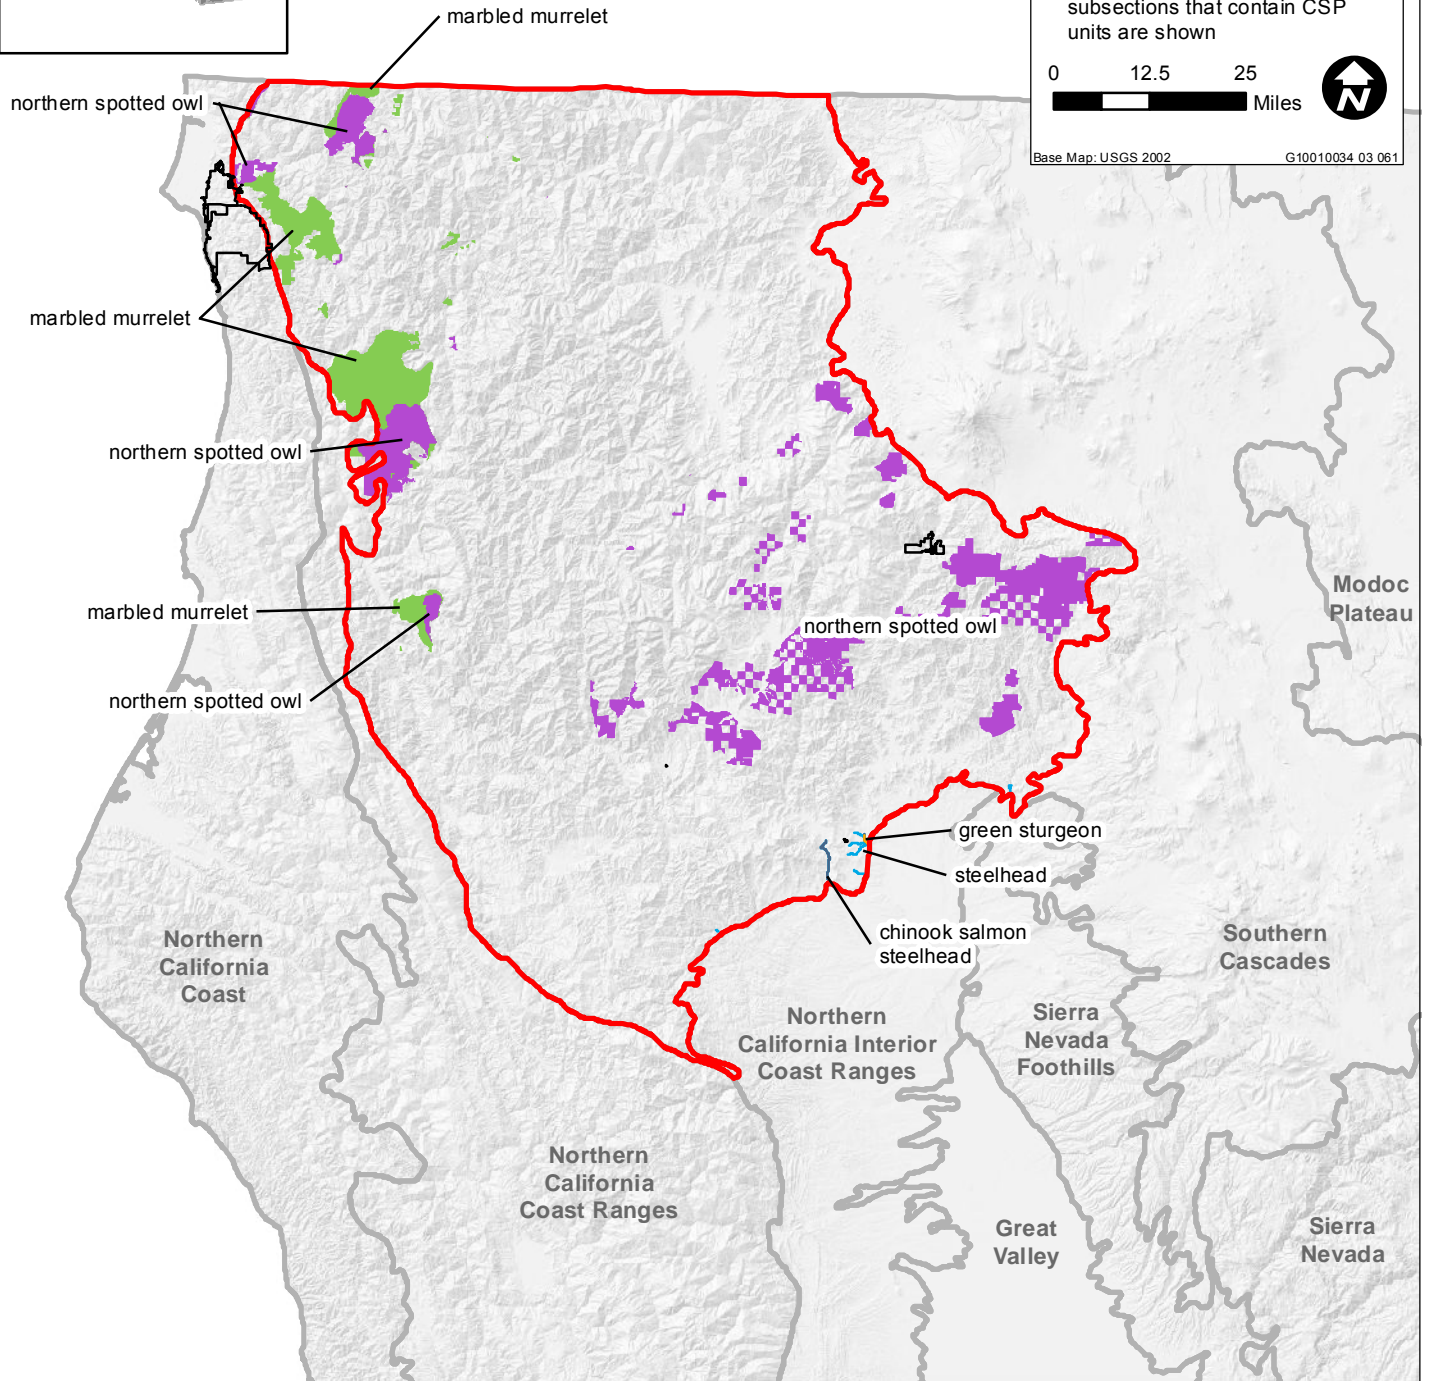 marbled murrelet
subsections that contain CSP
units are shown
0 12.5 25
Miles
N
Base Map: USGS 2002
G10010034 03 061
northern spotted owl
marbled murrelet
northern spotted owl
marbled murrelet
northern spotted owl
northern spotted owl
Modoc
Plateau
green sturgeon
steelhead
chinook salmon
steelhead
Northern
California
Coast
Southern
Cascades
Northern
California Interior
Coast Ranges
Sierra
Nevada
Foothills
Northern
California
Coast Ranges
Great
Valley
Sierra
Nevada